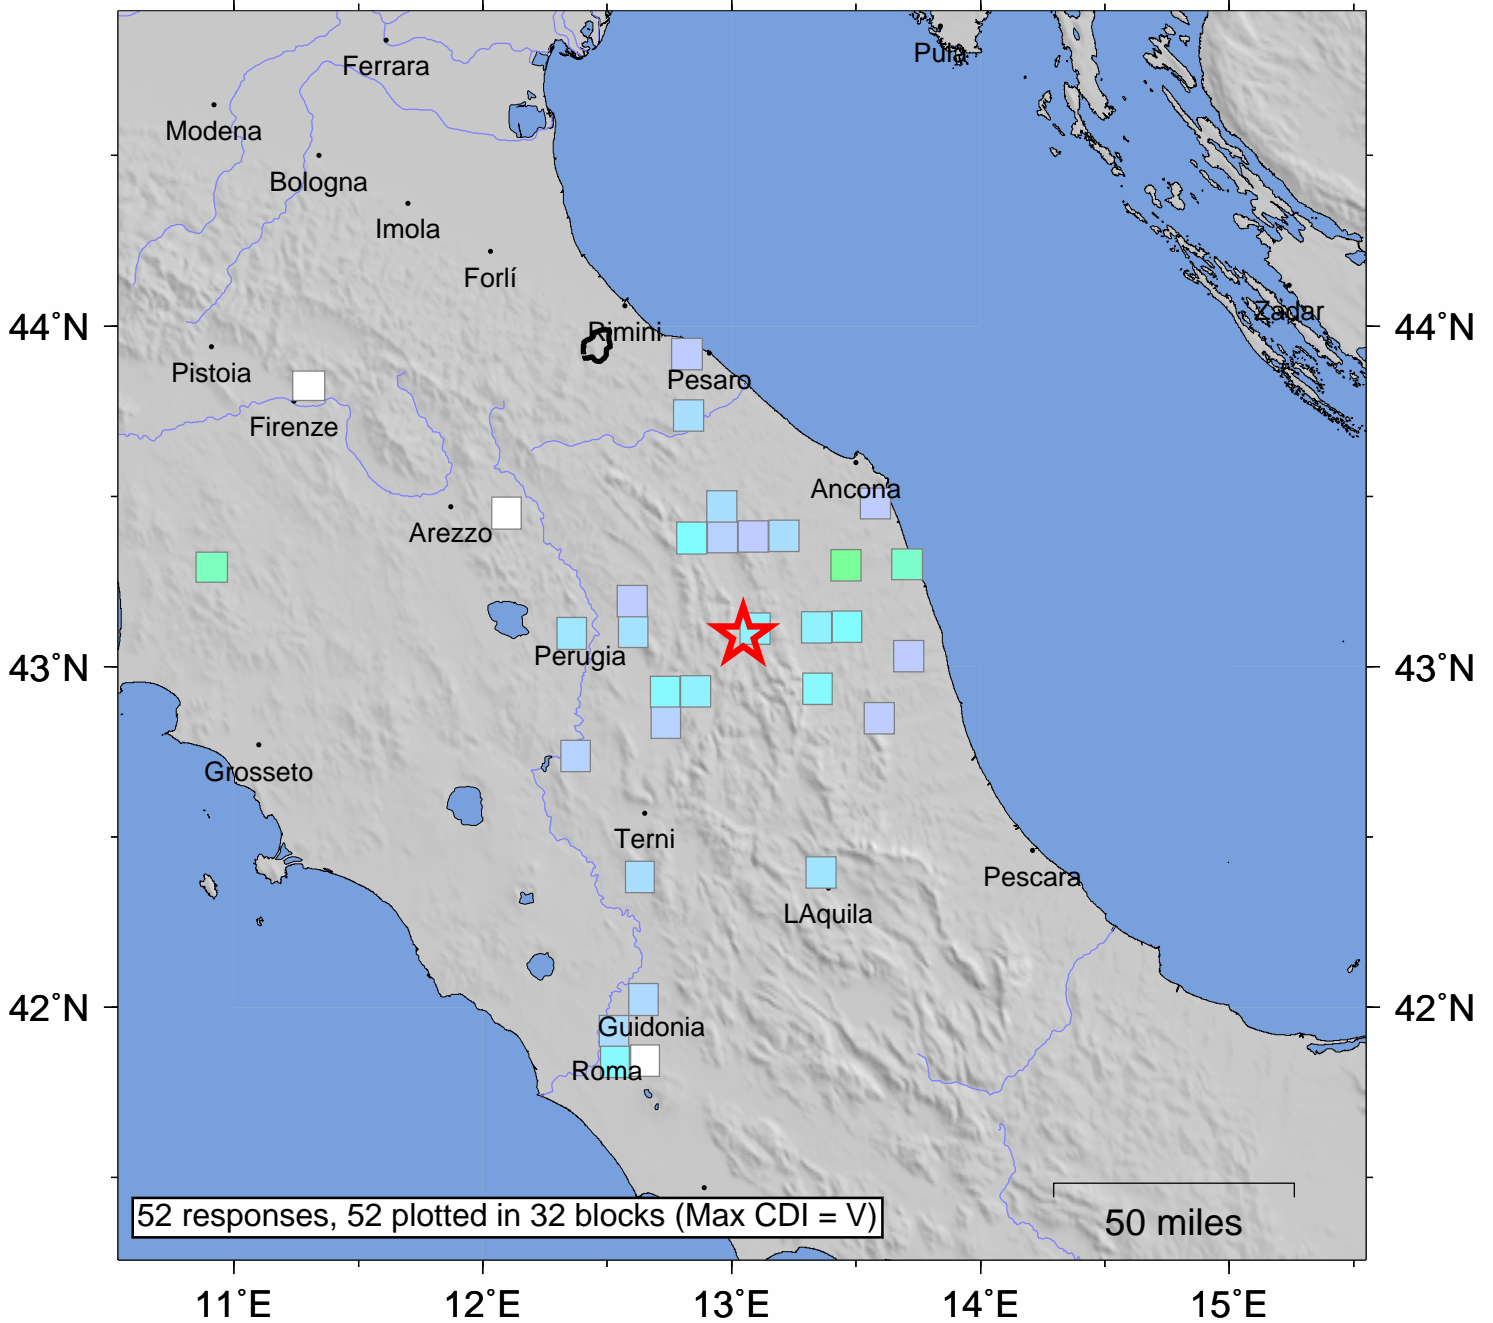 Pula
Ferrara
Modena
Bologna
Imola
Forlí
Zadar
44˚N
Rimini
44˚N
Pistoia
Pesaro
Firenze
Ancona
Arezzo
43˚N
Perugia
43˚N
Grosseto
Terni
Pescara
LAquila
42˚N
Guidonia
42˚N
Roma
52 responses, 52 plotted in 32 blocks (Max CDI = V)
50 miles
11˚E
12˚E
13˚E
14˚E
15˚E